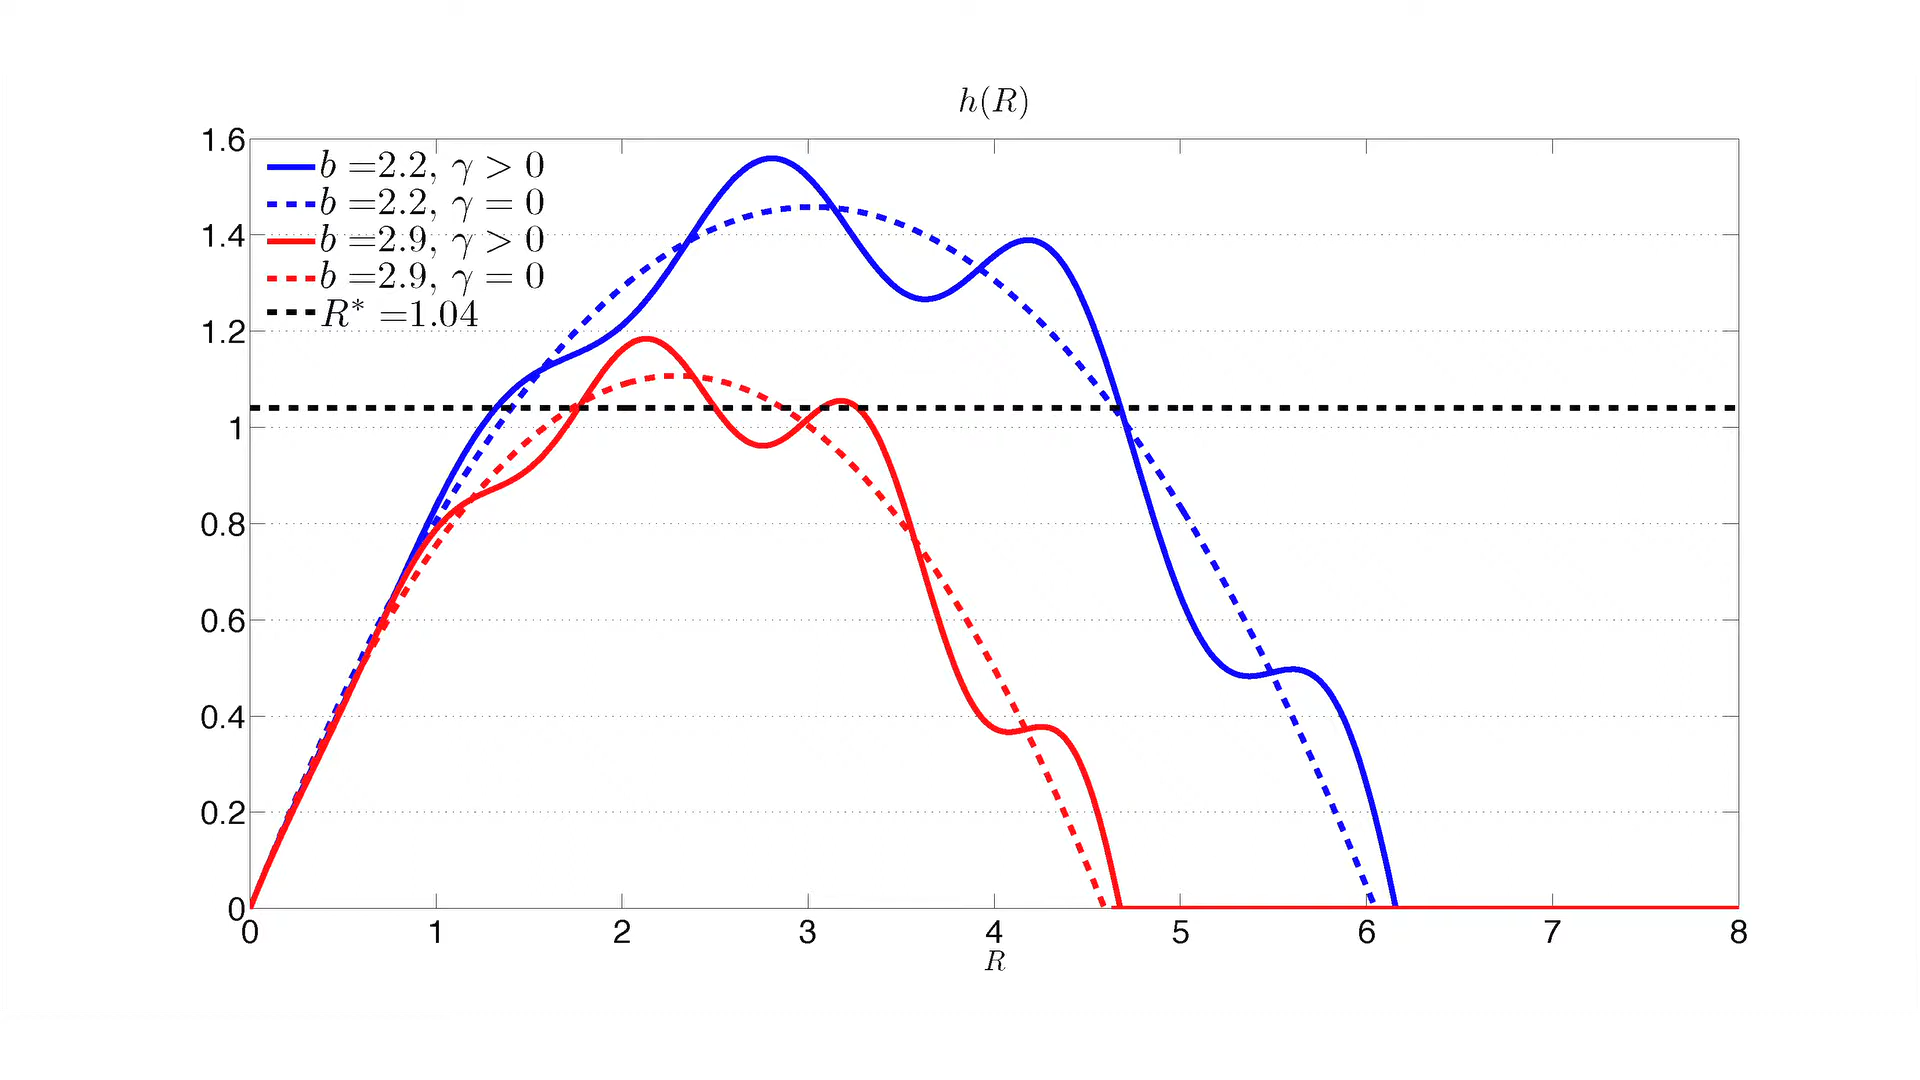 h(R)
1.6
1.4
1.2
1
0.8
0.6
0.4
0.2
0
b =2.2, γ > 0
b =2.2, γ = 0
b =2.9, γ > 0
b =2.9, γ = 0
R* =1.04
0 1 2 3 4 5 6 7 8
R